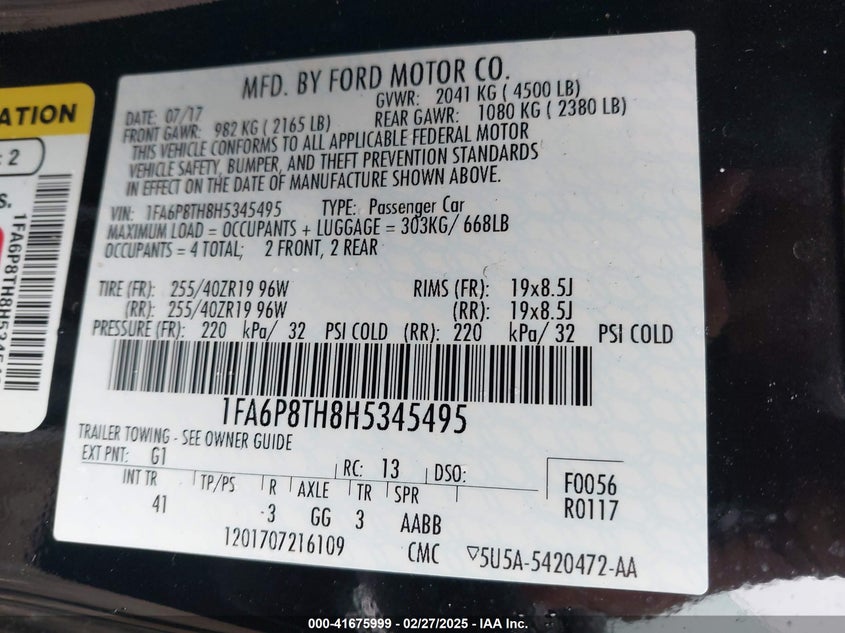 MFD. BY FORD MOTOR CO.
DATE: 07/17
GVWR: 2041 KG ( 4500 LB)
FRONT GAWR: 982 KG ( 2165 LB)
REAR GAWR: 1080 KG ( 2380 LB)
THIS VEHICLE CONFORMS TO ALL APPLICABLE FEDERAL MOTOR
VEHICLE SAFETY, BUMPER, AND THEFT PREVENTION STANDARDS
IN EFFECT ON THE DATE OF MANUFACTURE SHOWN ABOVE.
VIN: 1FA6P8TH8H5345495 TYPE: Passenger Car
MAXIMUM LOAD = OCCUPANTS + LUGGAGE = 303KG/ 668LB
OCCUPANTS = 4 TOTAL; 2 FRONT, 2 REAR
TIRE (FR): 255/40ZR19 96W RIMS (FR): 19x8.5J
(RR): 255/40ZR19 96W (RR): 19x8.5J
PRESSURE (FR): 220 kPa/ 32 PSI COLD (RR): 220 kPa/ 32 PSI COLD
1FA6P8TH8H5345495
TRAILER TOWING - SEE OWNER GUIDE
EXT PNT: G1 RC: 13 DSO:
INT TR TP/PS R AXLE TR SPR
41 -3 GG 3 AABB
F0056
R0117
1201707216109 CMC ▽5U5A-5420472-AA
ATION
: 2
S.
000-41675999 — 02/27/2025 — IAA Inc.